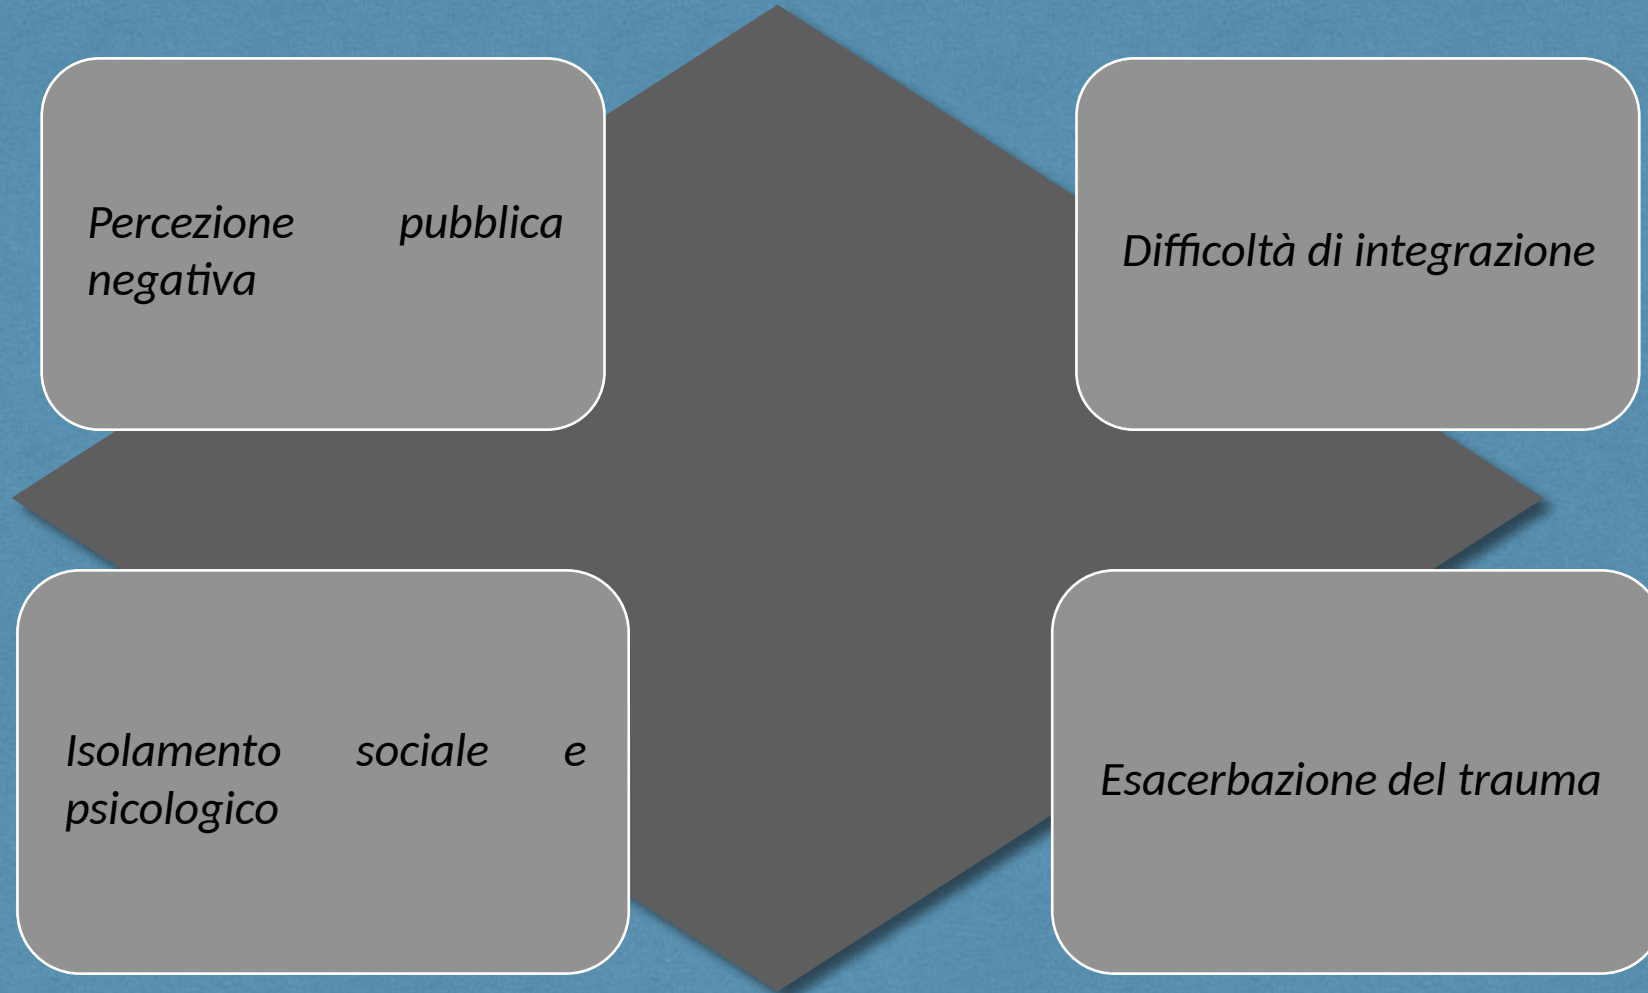 Percezione pubblica
negativa
Difficoltà di integrazione
Isolamento sociale e
psicologico
Esacerbazione del trauma